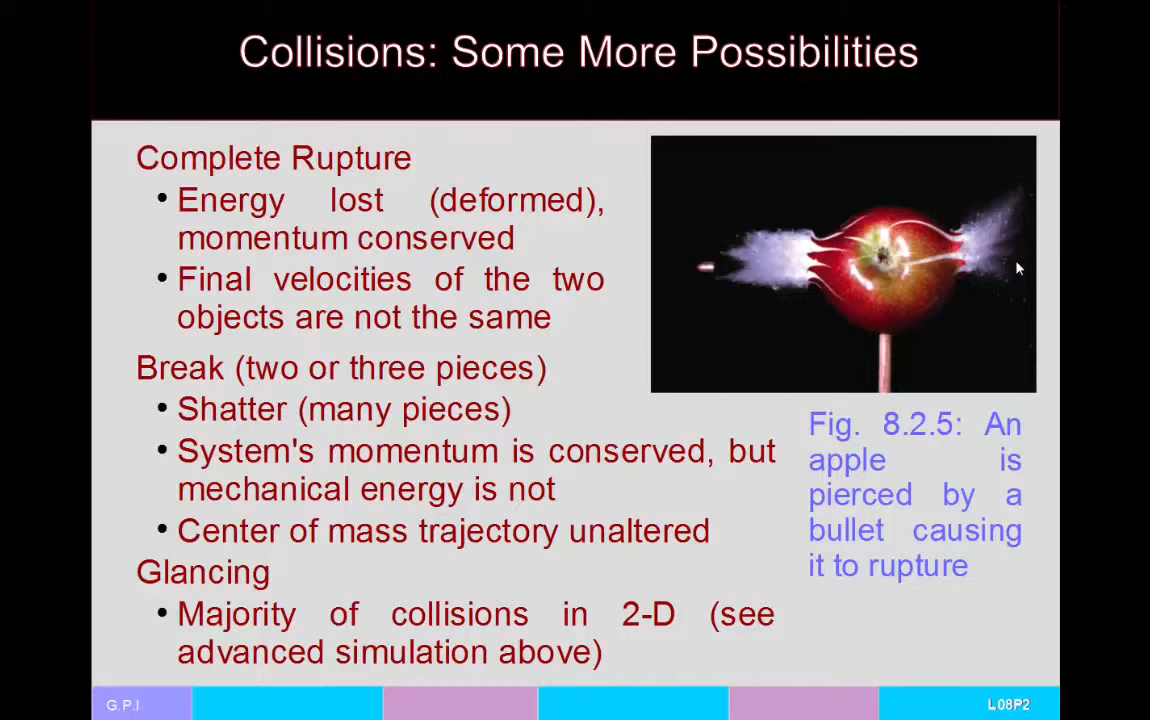 Collisions: Some More Possibilities
Complete Rupture
• Energy lost (deformed),
momentum conserved
• Final velocities of the two
objects are not the same
Break (two or three pieces)
• Shatter (many pieces)
• System's momentum is conserved, but
mechanical energy is not
• Center of mass trajectory unaltered
Glancing
• Majority of collisions in 2-D (see
advanced simulation above)
Fig. 8.2.5: An
apple is
pierced by a
bullet causing
it to rupture
G.P.I
L08P2